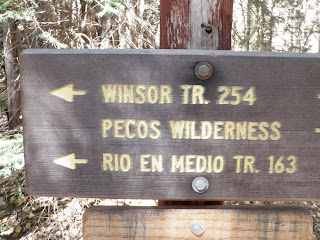 WINSOR TR. 254
PECOS WILDERNESS
RIO EN MEDIO TR. 163